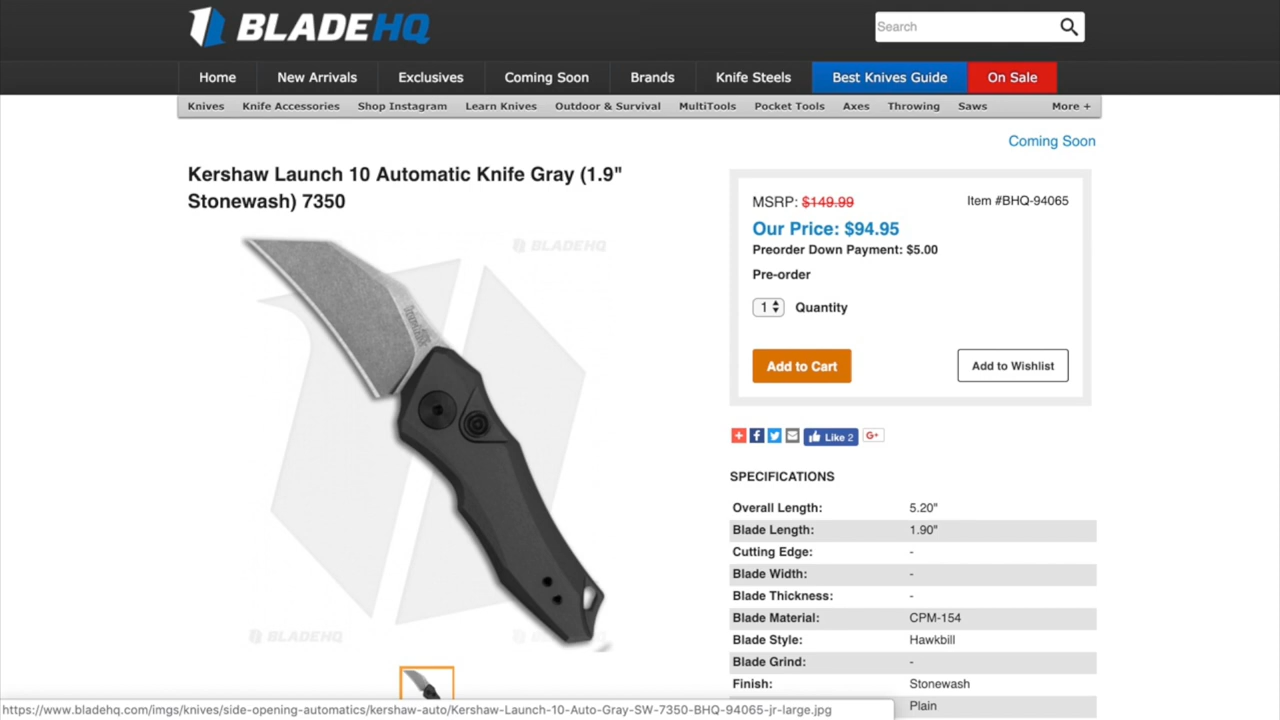 BLADEHQ
Search
Home New Arrivals Exclusives Coming Soon Brands Knife Steels Best Knives Guide On Sale
Knives Knife Accessories Shop Instagram Learn Knives Outdoor & Survival MultiTools Pocket Tools Axes Throwing Saws More +
Coming Soon
Kershaw Launch 10 Automatic Knife Gray (1.9"
Stonewash) 7350
BLADEHQ
BLADEHQ
BLADEHQ
MSRP: $149.99 Item #BHQ-94065
Our Price: $94.95
Preorder Down Payment: $5.00
Pre-order
1 Quantity
Add to Cart Add to Wishlist
Like 2 G+
SPECIFICATIONS
Overall Length: 5.20"
Blade Length: 1.90"
Cutting Edge: -
Blade Width: -
Blade Thickness: -
Blade Material: CPM-154
Blade Style: Hawkbill
Blade Grind: -
Finish: Stonewash
Plain
https://www.bladehq.com/imgs/knives/side-opening-automatics/kershaw-auto/Kershaw-Launch-10-Auto-Gray-SW-7350-BHQ-94065-jr-large.jpg